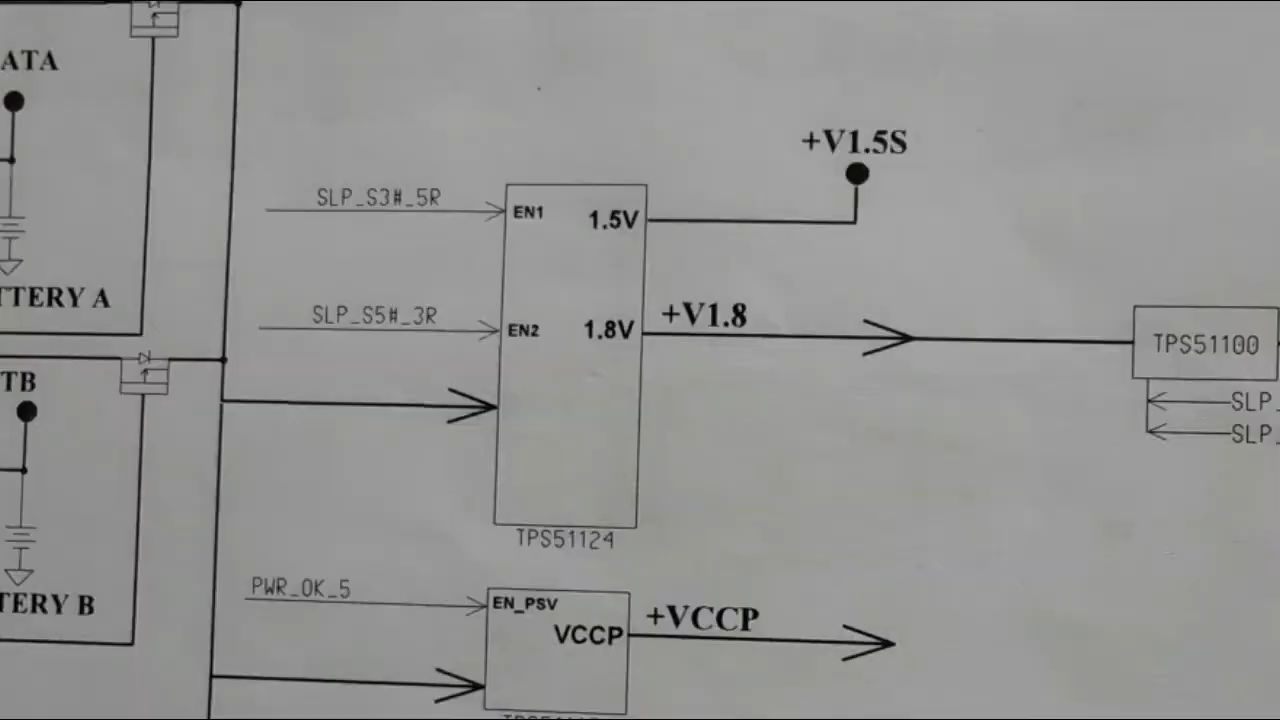 ATA
+V1.5S
SLP_S3#_5R
EN1
1.5V
TTERY A
SLP_S5#_3R
EN2
1.8V
+V1.8
TPS51100
TB
SLP_
SLP_
TPS51124
PWR_OK_5
EN_PSV
+VCCP
VCCP
TERY B